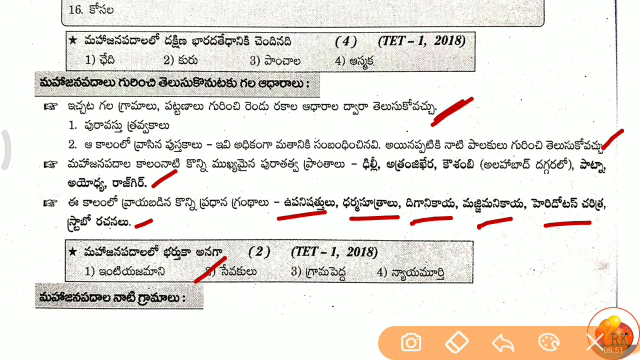 16. కోసల
★ మహాజనపదాలలో దక్షిణ భారతదేశానికి చెందినది (4) (TET – 1, 2018)
1) ఛేది 2) కురు 3) పాంచాల 4) అస్మక
మహాజనపదాలు గురించి తెలుసుకొనుటకు గల ఆధారాలు :
☞ ఇచ్చట గల గ్రామాలు, పట్టణాలు గురించి రెండు రకాల ఆధారాల ద్వారా తెలుసుకోవచ్చు.
1. పురావస్తు త్రవ్వకాలు
2. ఆ కాలంలో వ్రాసిన పుస్తకాలు – ఇవి అధికంగా మతానికి సంబంధించినవి. అయినప్పటికి నాటి పాలకులు గురించి తెలుసుకోవచ్చు
☞ మహాజనపదాల కాలంనాటి కొన్ని ముఖ్యమైన పురాతత్వ ప్రాంతాలు – ఢిల్లీ, అత్రంజిఖేర, కౌశంబి (అలహాబాద్ దగ్గరలో), పాట్నా,
అయోధ్య, రాజ్‌గిర్.
☞ ఈ కాలంలో వ్రాయబడిన కొన్ని ప్రధాన గ్రంథాలు – ఉపనిషత్తులు, ధర్మసూత్రాలు, దిగానికాయ, మజ్జిమనికాయ, హెరిడోటస్ చరిత్ర,
స్ట్రాబో రచనలు.
★ మహాజనపదాలలో భర్తుకా అనగా (2) (TET – 1, 2018)
1) ఇంటియజమాని 2) సేవకులు 3) గ్రామపెద్ద 4) న్యాయమూర్తి
మహాజనపదాల నాటి గ్రామాలు :
09:51